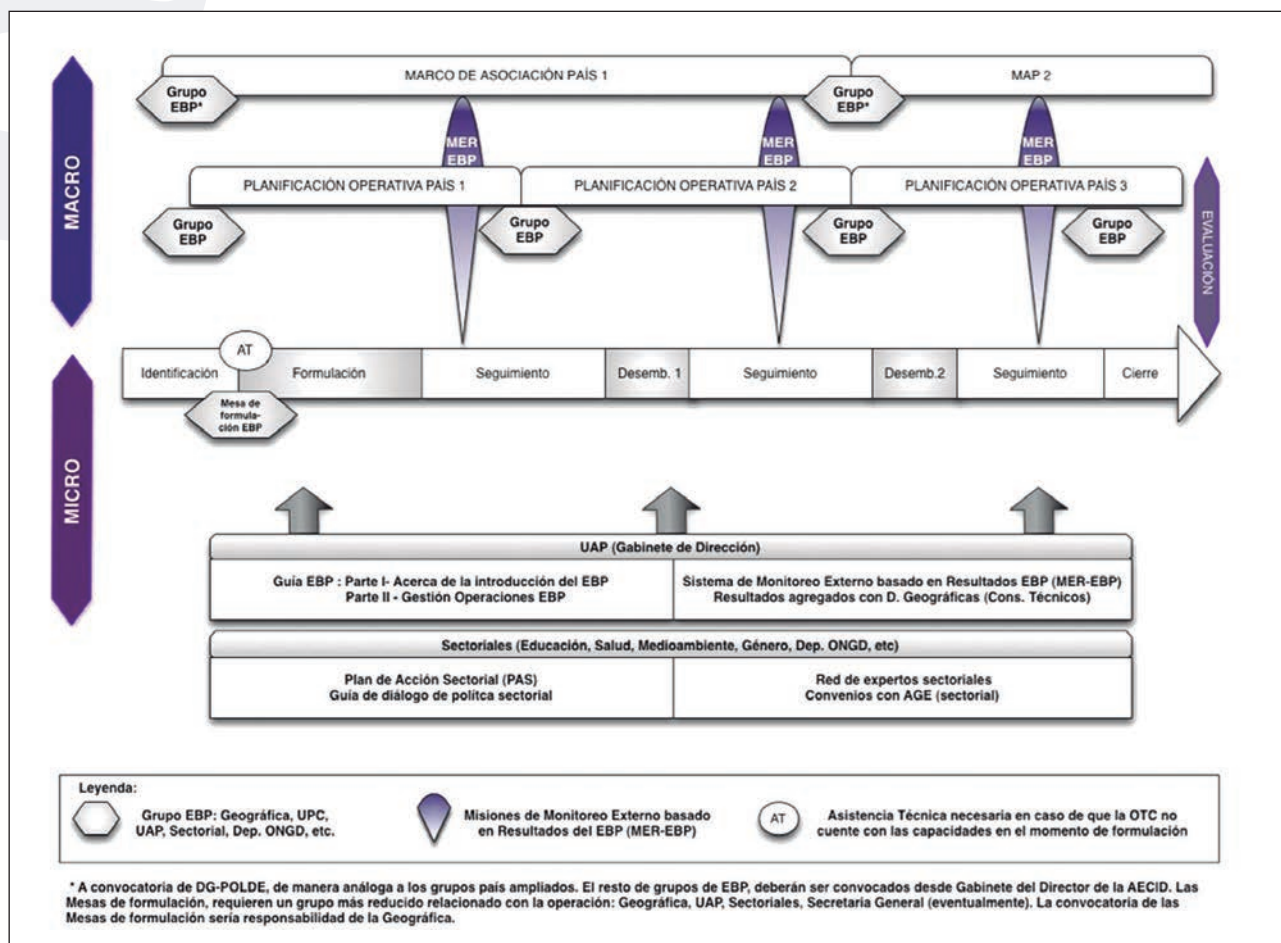 MACRO
MARCO DE ASOCIACIÓN PAÍS 1
MAP 2
Grupo
EBP*
Grupo
EBP*
MER
EBP
MER
EBP
MER
EBP
PLANIFICACIÓN OPERATIVA PAÍS 1
PLANIFICACIÓN OPERATIVA PAÍS 2
PLANIFICACIÓN OPERATIVA PAÍS 3
Grupo
EBP
Grupo
EBP
Grupo
EBP
Grupo
EBP
EVALUACIÓN
MICRO
AT
Identificación
Formulación
Seguimiento
Desemb. 1
Seguimiento
Desemb.2
Seguimiento
Cierre
Mesa de
formula-
ción EBP
UAP (Gabinete de Dirección)
Guía EBP : Parte I- Acerca de la introducción del EBP
Parte II - Gestión Operaciones EBP
Sistema de Monitoreo Externo basado en Resultados EBP (MER-EBP)
Resultados agregados con D. Geográficas (Cons. Técnicos)
Sectoriales (Educación, Salud, Medioambiente, Género, Dep. ONGD, etc)
Plan de Acción Sectorial (PAS)
Guía de diálogo de polítca sectorial
Red de expertos sectoriales
Convenios con AGE (sectorial)
Leyenda:
Grupo EBP: Geográfica, UPC,
UAP, Sectorial, Dep. ONGD, etc.
Misiones de Monitoreo Externo basado
en Resultados del EBP (MER-EBP)
AT
Asistencia Técnica necesaria en caso de que la OTC no
cuente con las capacidades en el momento de formulación
* A convocatoria de DG-POLDE, de manera análoga a los grupos país ampliados. El resto de grupos de EBP, deberán ser convocados desde Gabinete del Director de la AECID. Las
Mesas de formulación, requieren un grupo más reducido relacionado con la operación: Geográfica, UAP, Sectoriales, Secretaria General (eventualmente). La convocatoria de las
Mesas de formulación sería responsabilidad de la Geográfica.